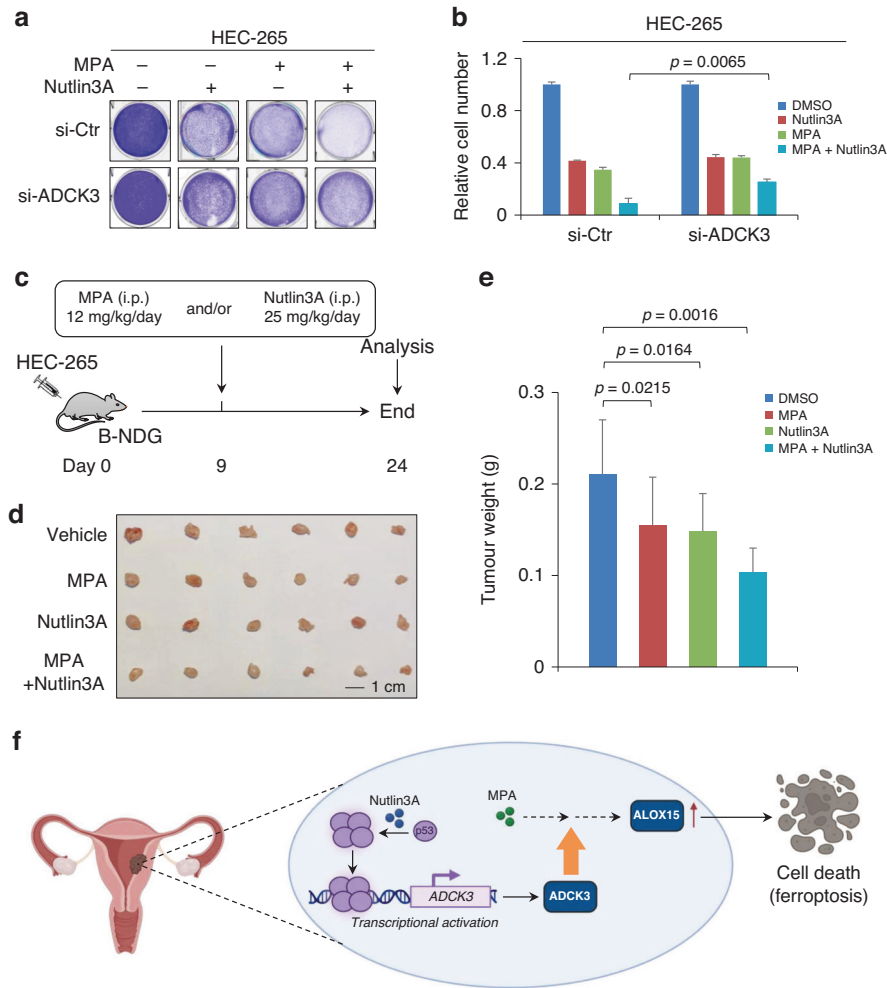 a
HEC-265
MPA – – + +
Nutlin3A – + – +
si-Ctr
si-ADCK3
b
HEC-265
p = 0.0065
1.2
0.8
0.4
0
Relative cell number
DMSO
Nutlin3A
MPA
MPA + Nutlin3A
si-Ctr si-ADCK3
c
MPA (i.p.)
12 mg/kg/day
and/or
Nutlin3A (i.p.)
25 mg/kg/day
HEC-265
Analysis
B-NDG
End
Day 0 9 24
d
Vehicle
MPA
Nutlin3A
MPA
+Nutlin3A
1 cm
e
p = 0.0016
p = 0.0164
p = 0.0215
0.3
0.2
0.1
0
Tumour weight (g)
DMSO
MPA
Nutlin3A
MPA + Nutlin3A
f
Nutlin3A
p53
MPA
ALOX15
ADCK3
ADCK3
Transcriptional activation
Cell death
(ferroptosis)